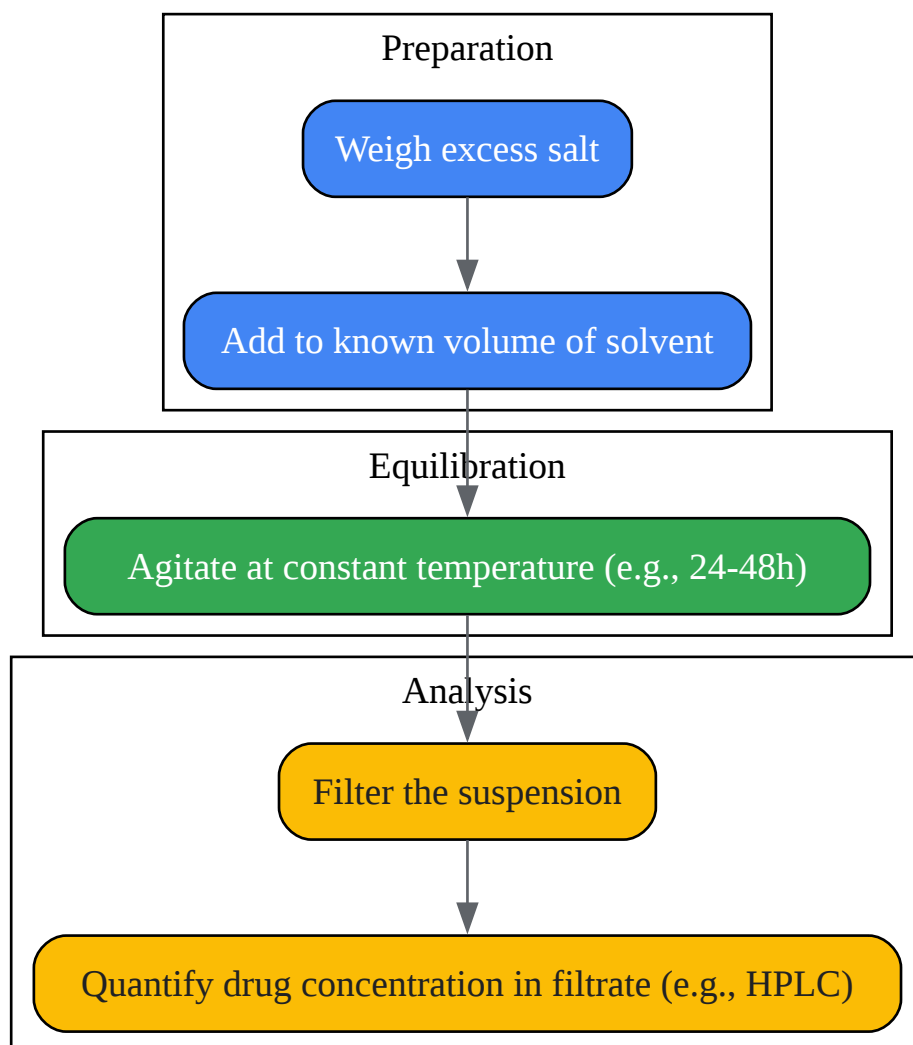 Preparation
Weigh excess salt
Add to known volume of solvent
Equilibration
Agitate at constant temperature (e.g., 24-48h)
Analysis
Filter the suspension
Quantify drug concentration in filtrate (e.g., HPLC)